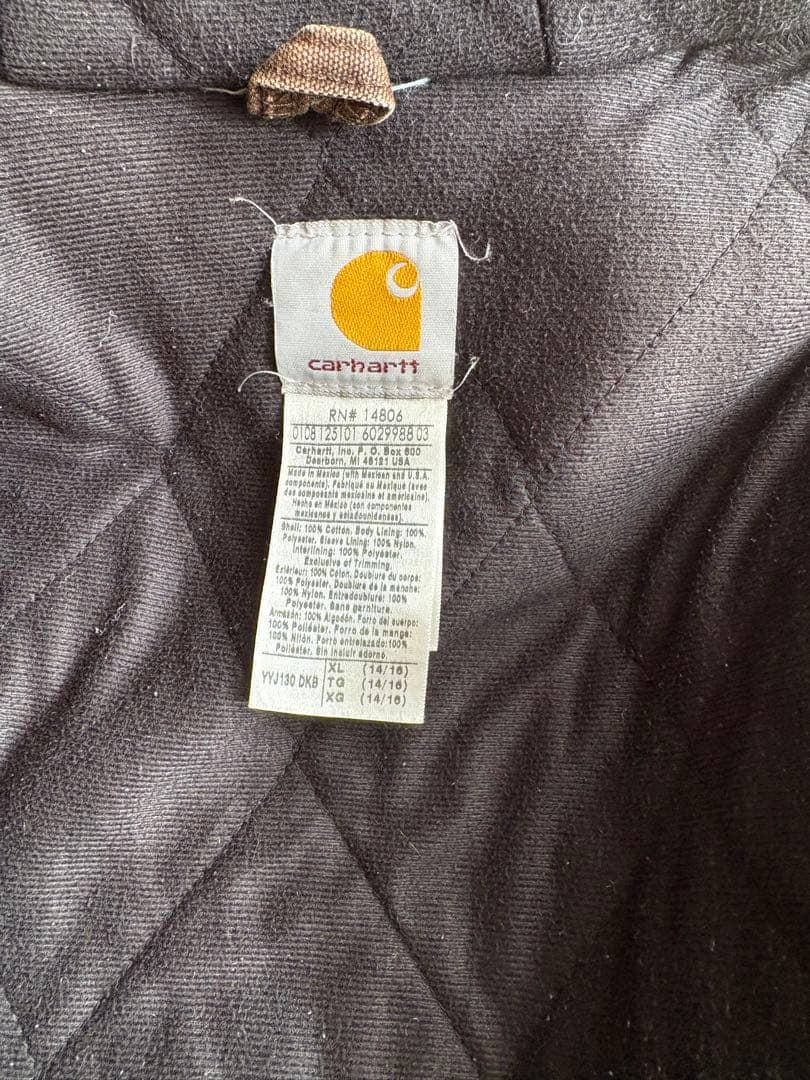 carhartt
RN# 14806
0108125101 6029988 03
Carhartt, Inc. P. O. Box 600
Dearborn, MI 48121 USA
Made in Mexico (with Mexican and U.S.A.
components). Fabriqué au Mexique (avec
des composants mexicains et américains).
Hecho en México (con componentes
mexicanos y estadounidenses).
Shell: 100% Cotton. Body Lining: 100%
Polyester. Sleeve Lining: 100% Nylon.
Interlining: 100% Polyester.
Exclusive of Trimming.
Extérieur: 100% Coton. Doublure du corps:
100% Polyester. Doublure de la manche:
100% Nylon. Entredoublure: 100%
Polyester. Sans garniture.
Armazón: 100% Algodón. Forro del cuerpo:
100% Poliéster. Forro de la manga:
100% Nilón. Forro entrelazado: 100%
Poliéster. Sin incluir adorno.
YYJ130 DKB
XL (14/16)
TG (14/16)
XG (14/16)